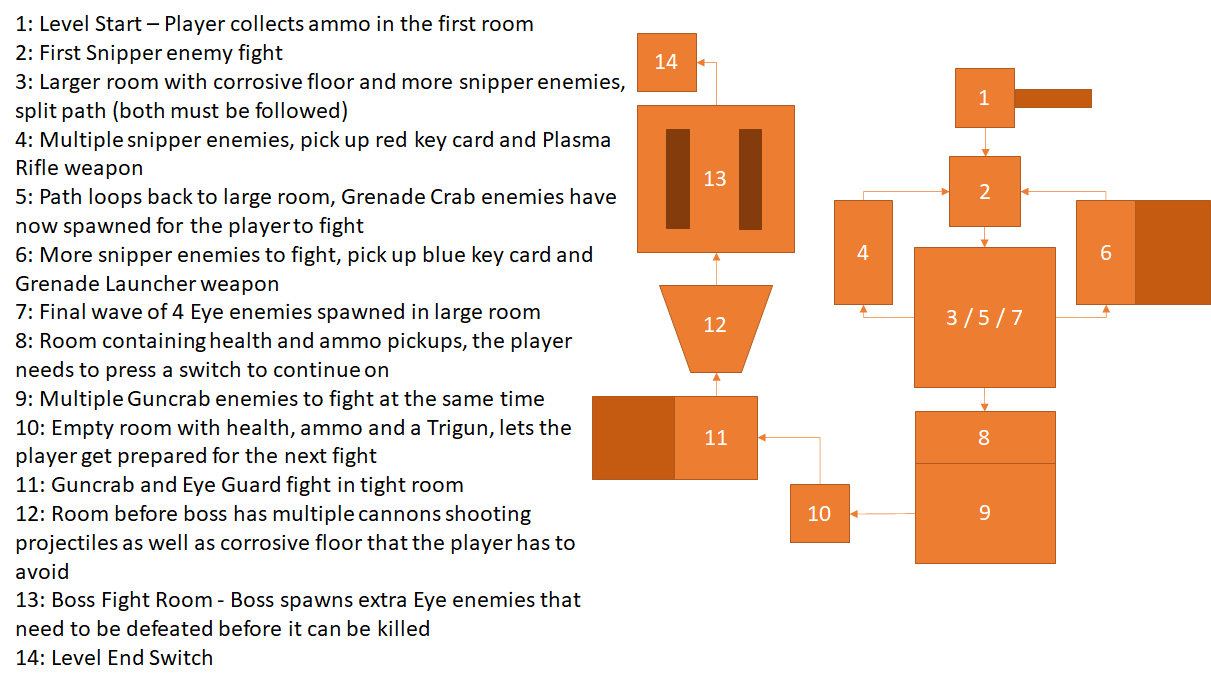 1: Level Start – Player collects ammo in the first room
2: First Snipper enemy fight
3: Larger room with corrosive floor and more snipper enemies,
split path (both must be followed)
4: Multiple snipper enemies, pick up red key card and Plasma
Rifle weapon
5: Path loops back to large room, Grenade Crab enemies have
now spawned for the player to fight
6: More snipper enemies to fight, pick up blue key card and
Grenade Launcher weapon
7: Final wave of 4 Eye enemies spawned in large room
8: Room containing health and ammo pickups, the player
needs to press a switch to continue on
9: Multiple Guncrab enemies to fight at the same time
10: Empty room with health, ammo and a Trigun, lets the
player get prepared for the next fight
11: Guncrab and Eye Guard fight in tight room
12: Room before boss has multiple cannons shooting
projectiles as well as corrosive floor that the player has to
avoid
13: Boss Fight Room - Boss spawns extra Eye enemies that
need to be defeated before it can be killed
14: Level End Switch
14
13
12
11
10
1
2
4
6
3 / 5 / 7
8
9